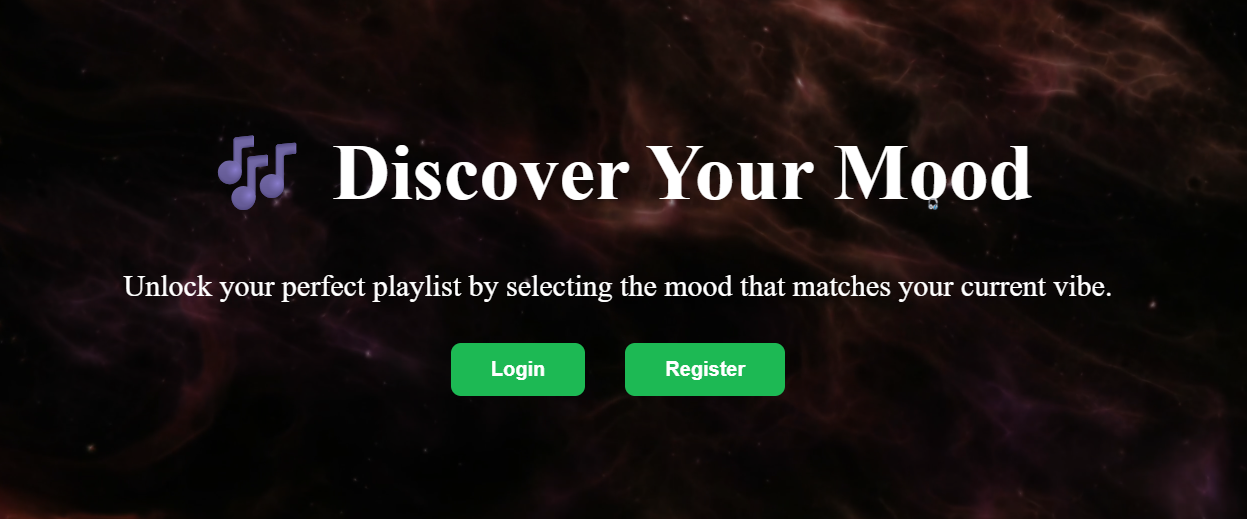 🎶 Discover Your Mood
Unlock your perfect playlist by selecting the mood that matches your current vibe.
Login
Register